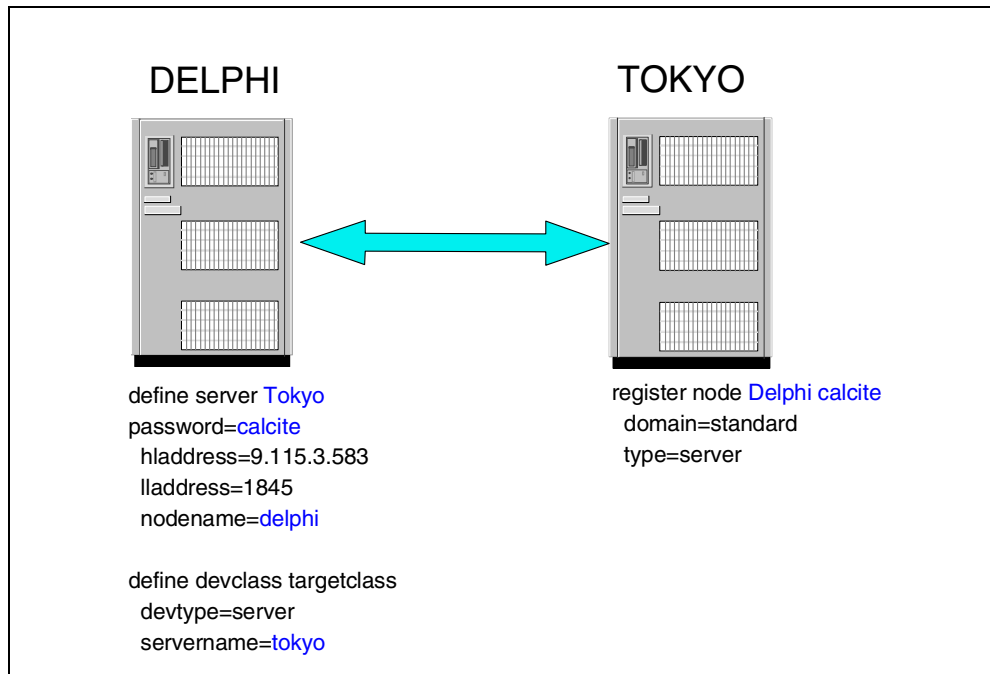 DELPHI
TOKYO
define server Tokyo
password=calcite
hladdress=9.115.3.583
lladdress=1845
nodename=delphi
define devclass targetclass
devtype=server
servername=tokyo
register node Delphi calcite
domain=standard
type=server